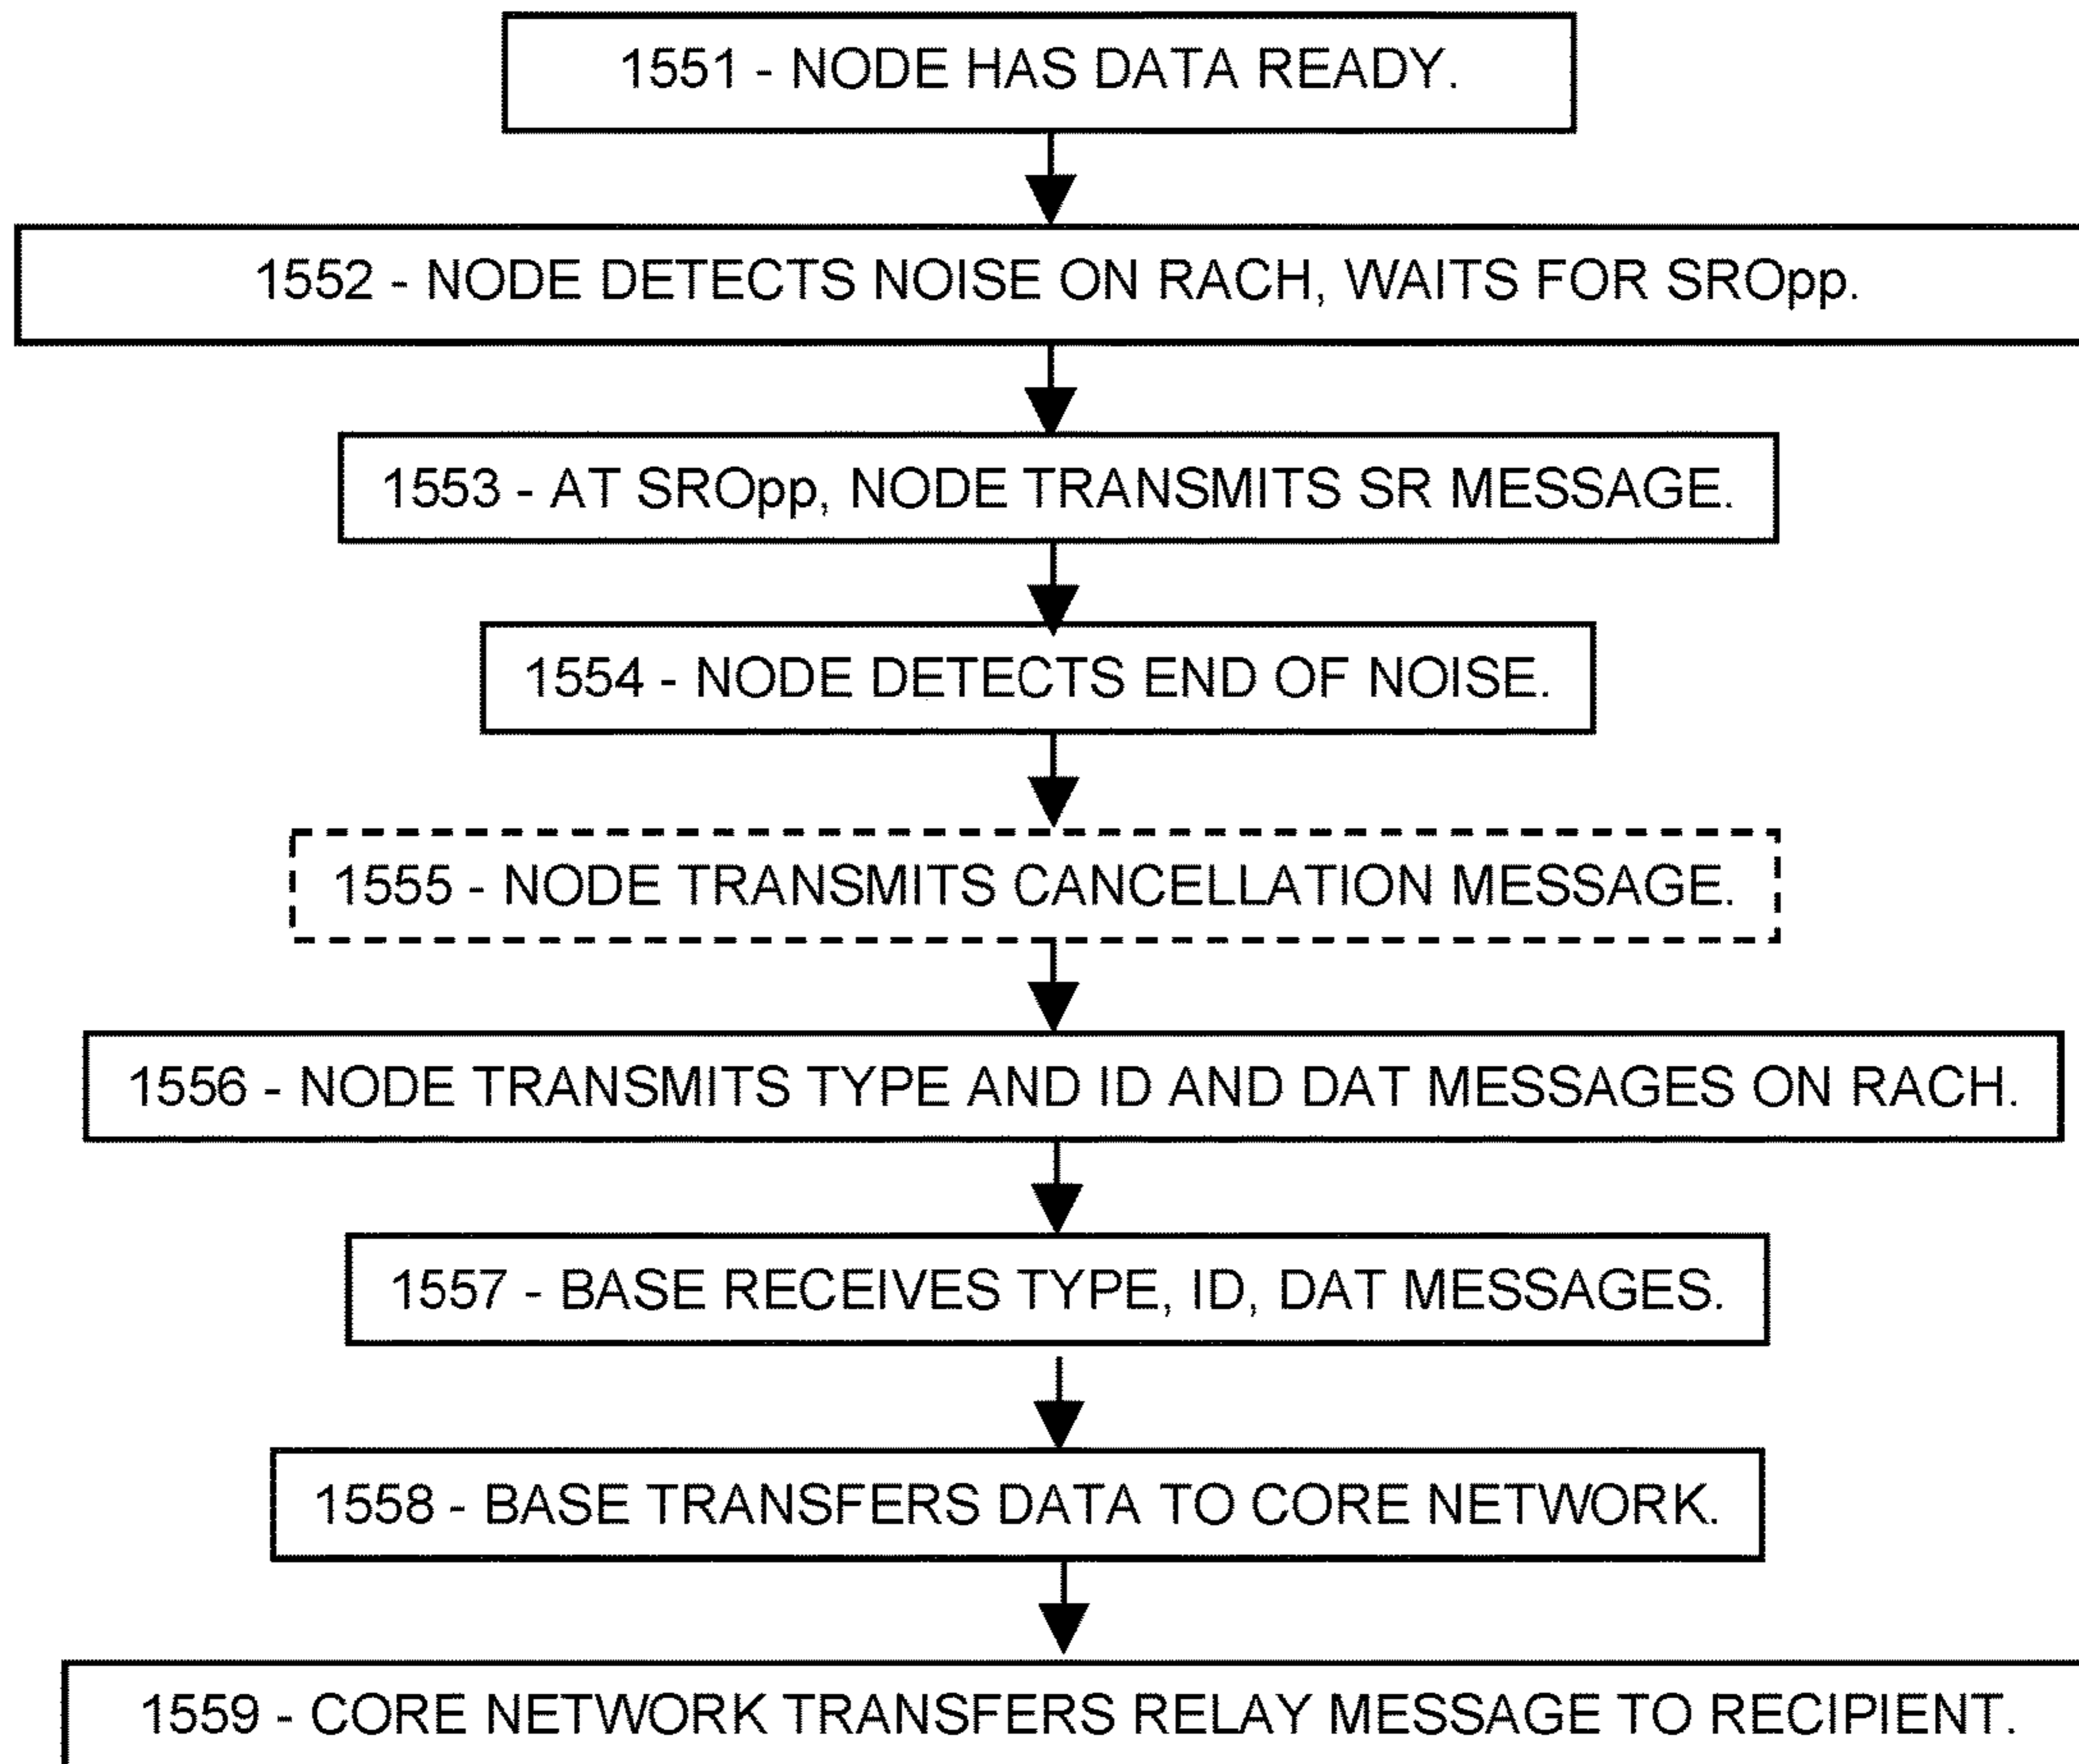 1551 - NODE HAS DATA READY.
1552 - NODE DETECTS NOISE ON RACH, WAITS FOR SROpp.
1553 - AT SROpp, NODE TRANSMITS SR MESSAGE.
1554 - NODE DETECTS END OF NOISE.
1555 - NODE TRANSMITS CANCELLATION MESSAGE.
1556 - NODE TRANSMITS TYPE AND ID AND DAT MESSAGES ON RACH.
1557 - BASE RECEIVES TYPE, ID, DAT MESSAGES.
1558 - BASE TRANSFERS DATA TO CORE NETWORK.
1559 - CORE NETWORK TRANSFERS RELAY MESSAGE TO RECIPIENT.